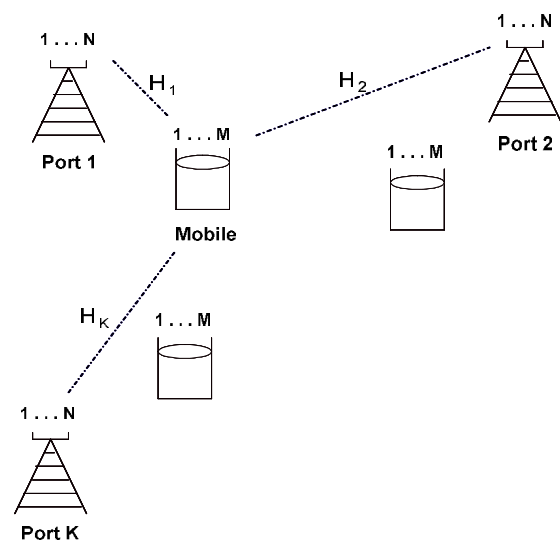 1 . . . N
1 . . . N
H1
H2
1 . . . M
Port 1
Port 2
1 . . . M
Mobile
HK
1 . . . M
1 . . . N
Port K